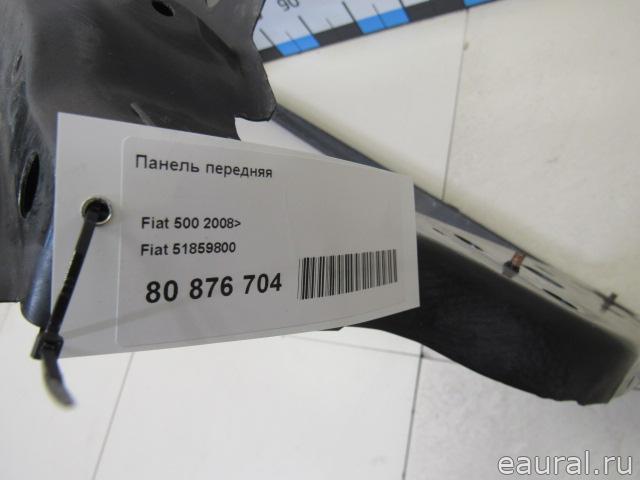 90
Панель передняя
Fiat 500 2008>
Fiat 51859800
80 876 704
eaural.ru